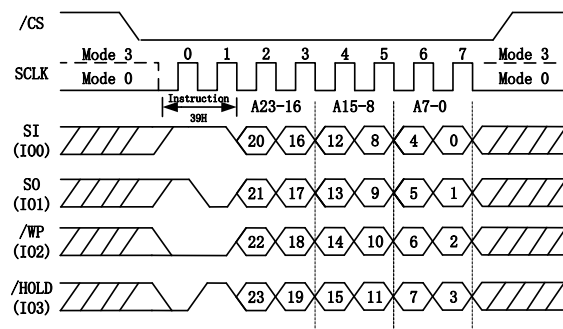 /CS
Mode 3 0 1 2 3 4 5 6 7 Mode 3
SCLK
Mode 0 Mode 0
Instruction A23-16 A15-8 A7-0
39H
SI
(IO0) 20 16 12 8 4 0
SO
(IO1) 21 17 13 9 5 1
/WP
(IO2) 22 18 14 10 6 2
/HOLD
(IO3) 23 19 15 11 7 3